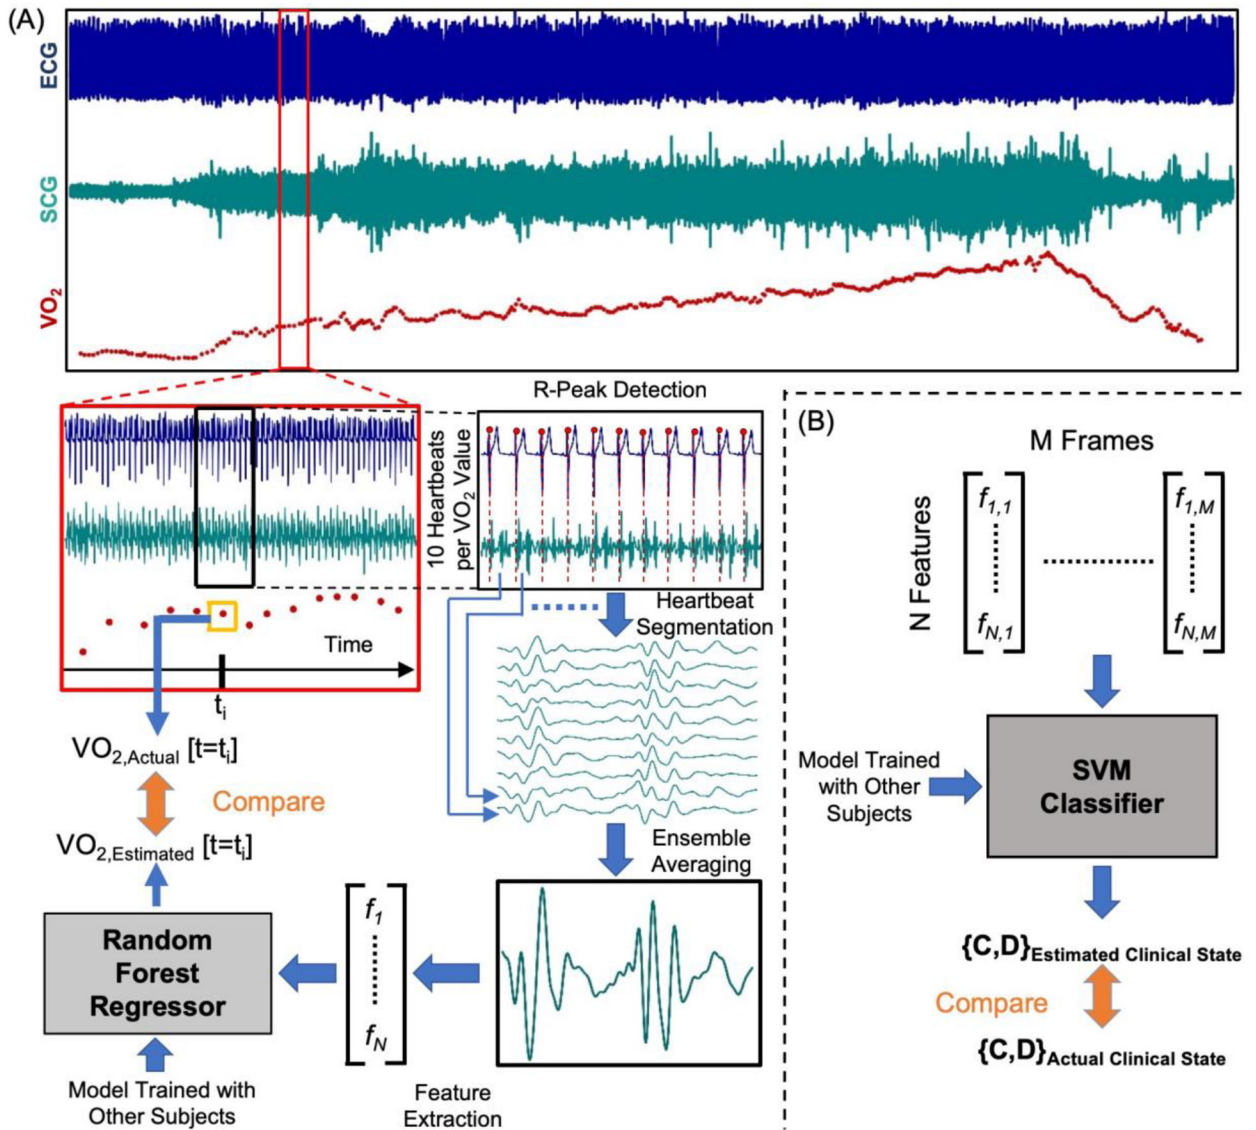 (A)
ECG
SCG
VO2
R-Peak Detection
10 Heartbeats
per VO2 Value
Time
ti
Heartbeat
Segmentation
VO2,Actual [t=ti]
Compare
VO2,Estimated [t=ti]
Ensemble
Averaging
Random
Forest
Regressor
f1
fN
Model Trained with
Other Subjects
Feature
Extraction
(B)
M Frames
N Features
f1,1
f1,M
fN,1
fN,M
Model Trained
with Other
Subjects
SVM
Classifier
{C,D}Estimated Clinical State
Compare
{C,D}Actual Clinical State